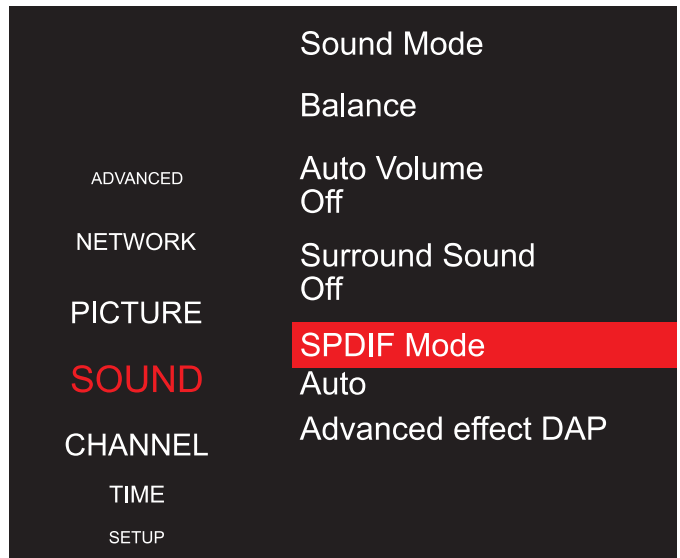 ADVANCED
NETWORK
PICTURE
SOUND
CHANNEL
TIME
SETUP
Sound Mode
Balance
Auto Volume
Off
Surround Sound
Off
SPDIF Mode
Auto
Advanced effect DAP